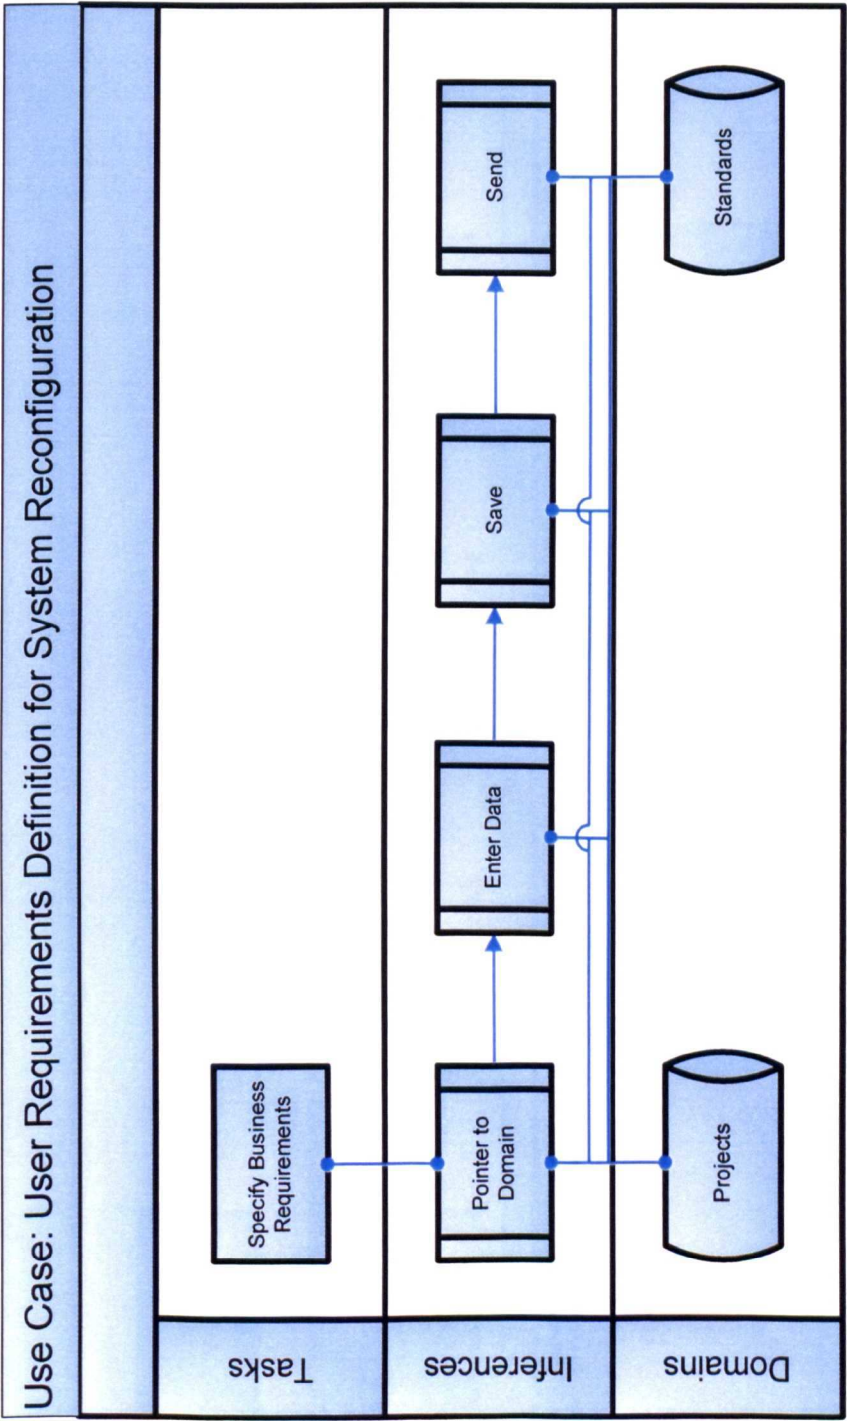 Use Case: User Requirements Definition for System Reconfiguration
Tasks
Specify Business
Requirements
Inferences
Pointer to
Domain
Enter Data
Save
Send
Domains
Projects
Standards